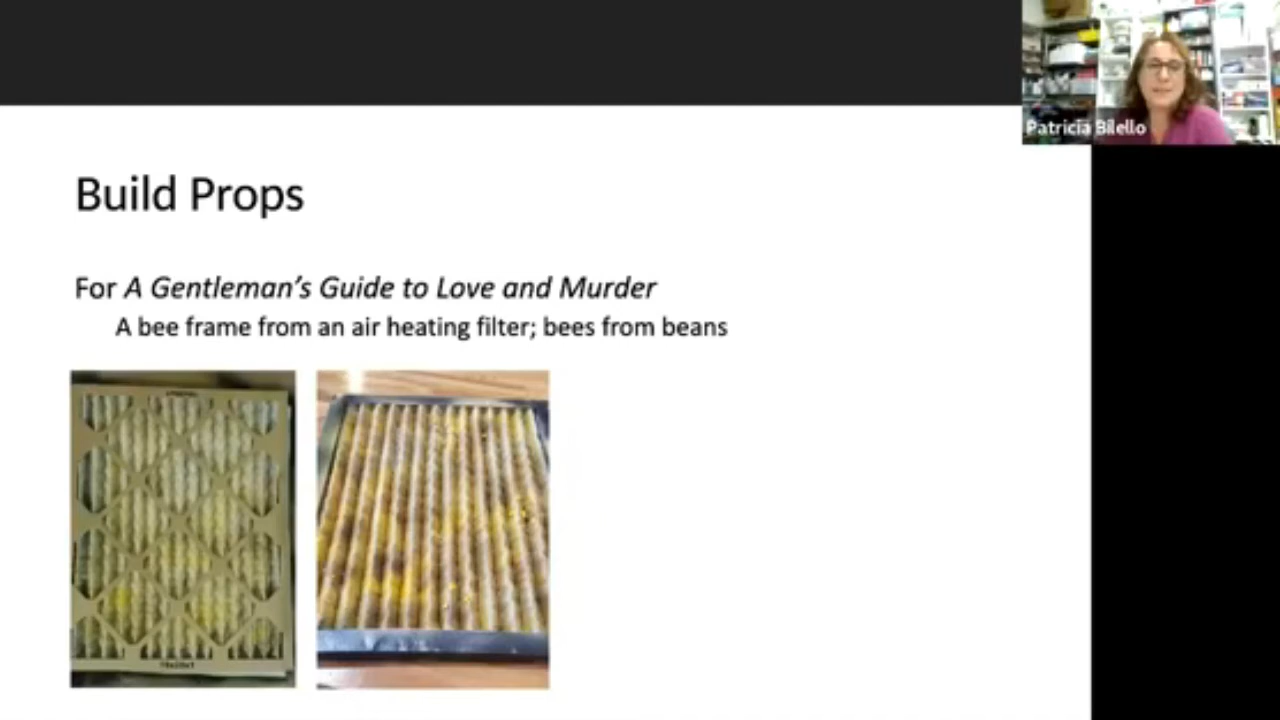 Patricia Bilello
Build Props
For A Gentleman's Guide to Love and Murder
A bee frame from an air heating filter; bees from beans